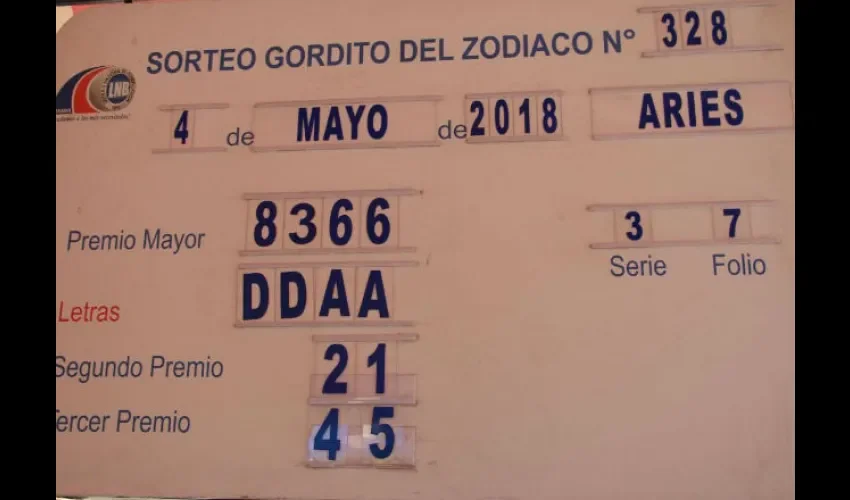 SORTEO GORDITO DEL ZODIACO N° 328
LNB
4 de MAYO de 2018 ARIES
Premio Mayor 8366 3 7
Serie Folio
Letras DDAA
Segundo Premio 21
Tercer Premio 45